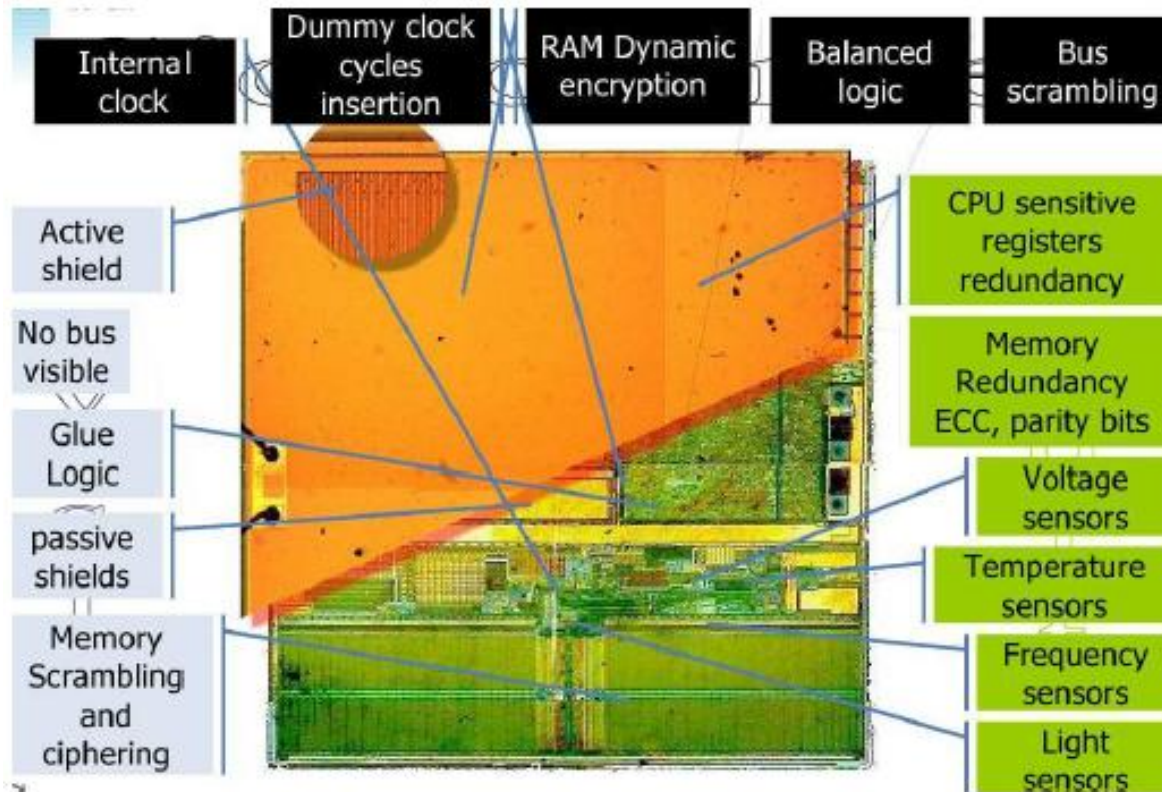 Internal
clock
Dummy clock
cycles
insertion
RAM Dynamic
encryption
Balanced
logic
Bus
scrambling
Active
shield
No bus
visible
Glue
Logic
passive
shields
Memory
Scrambling
and
ciphering
CPU sensitive
registers
redundancy
Memory
Redundancy
ECC, parity bits
Voltage
sensors
Temperature
sensors
Frequency
sensors
Light
sensors